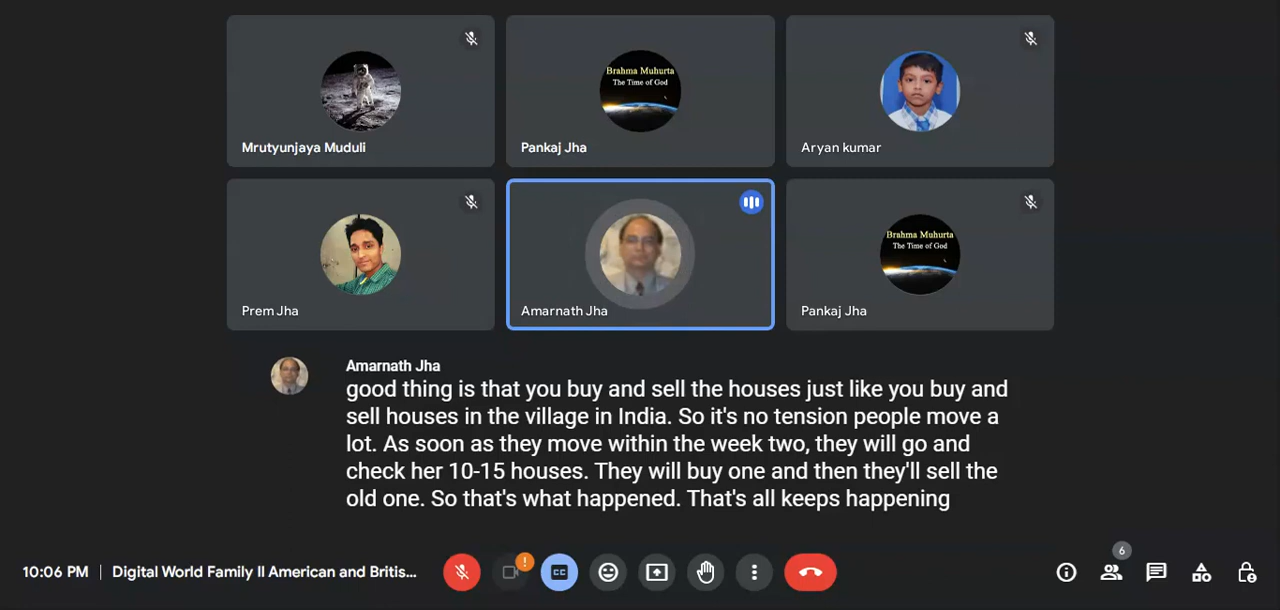 Brahma Muhurta
The Time of God
Mrutyunjaya Muduli
Pankaj Jha
Aryan kumar
Brahma Muhurta
The Time of God
Prem Jha
Amarnath Jha
Pankaj Jha
Amarnath Jha
good thing is that you buy and sell the houses just like you buy and
sell houses in the village in India. So it's no tension people move a
lot. As soon as they move within the week two, they will go and
check her 10-15 houses. They will buy one and then they'll sell the
old one. So that's what happened. That's all keeps happening
6
10:06 PM | Digital World Family II American and Britis...
CC